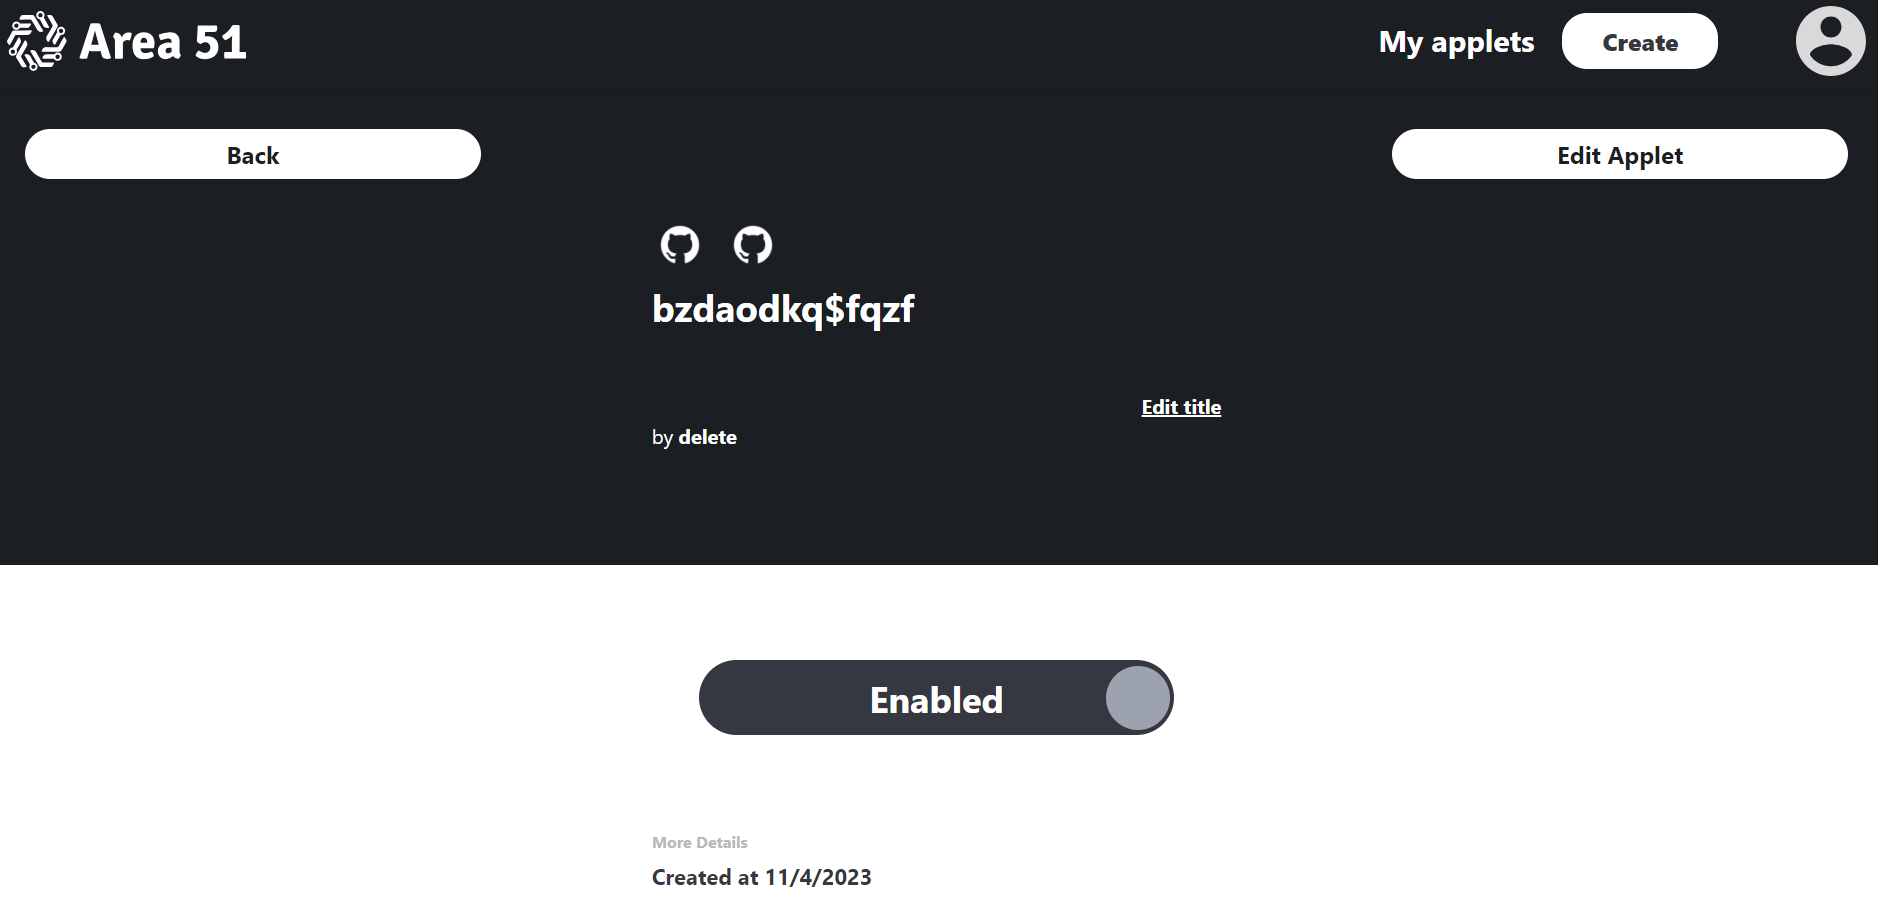 Area 51
My applets
Create
Back
Edit Applet
bzdaodkq$fqzf
Edit title
by delete
Enabled
More Details
Created at 11/4/2023